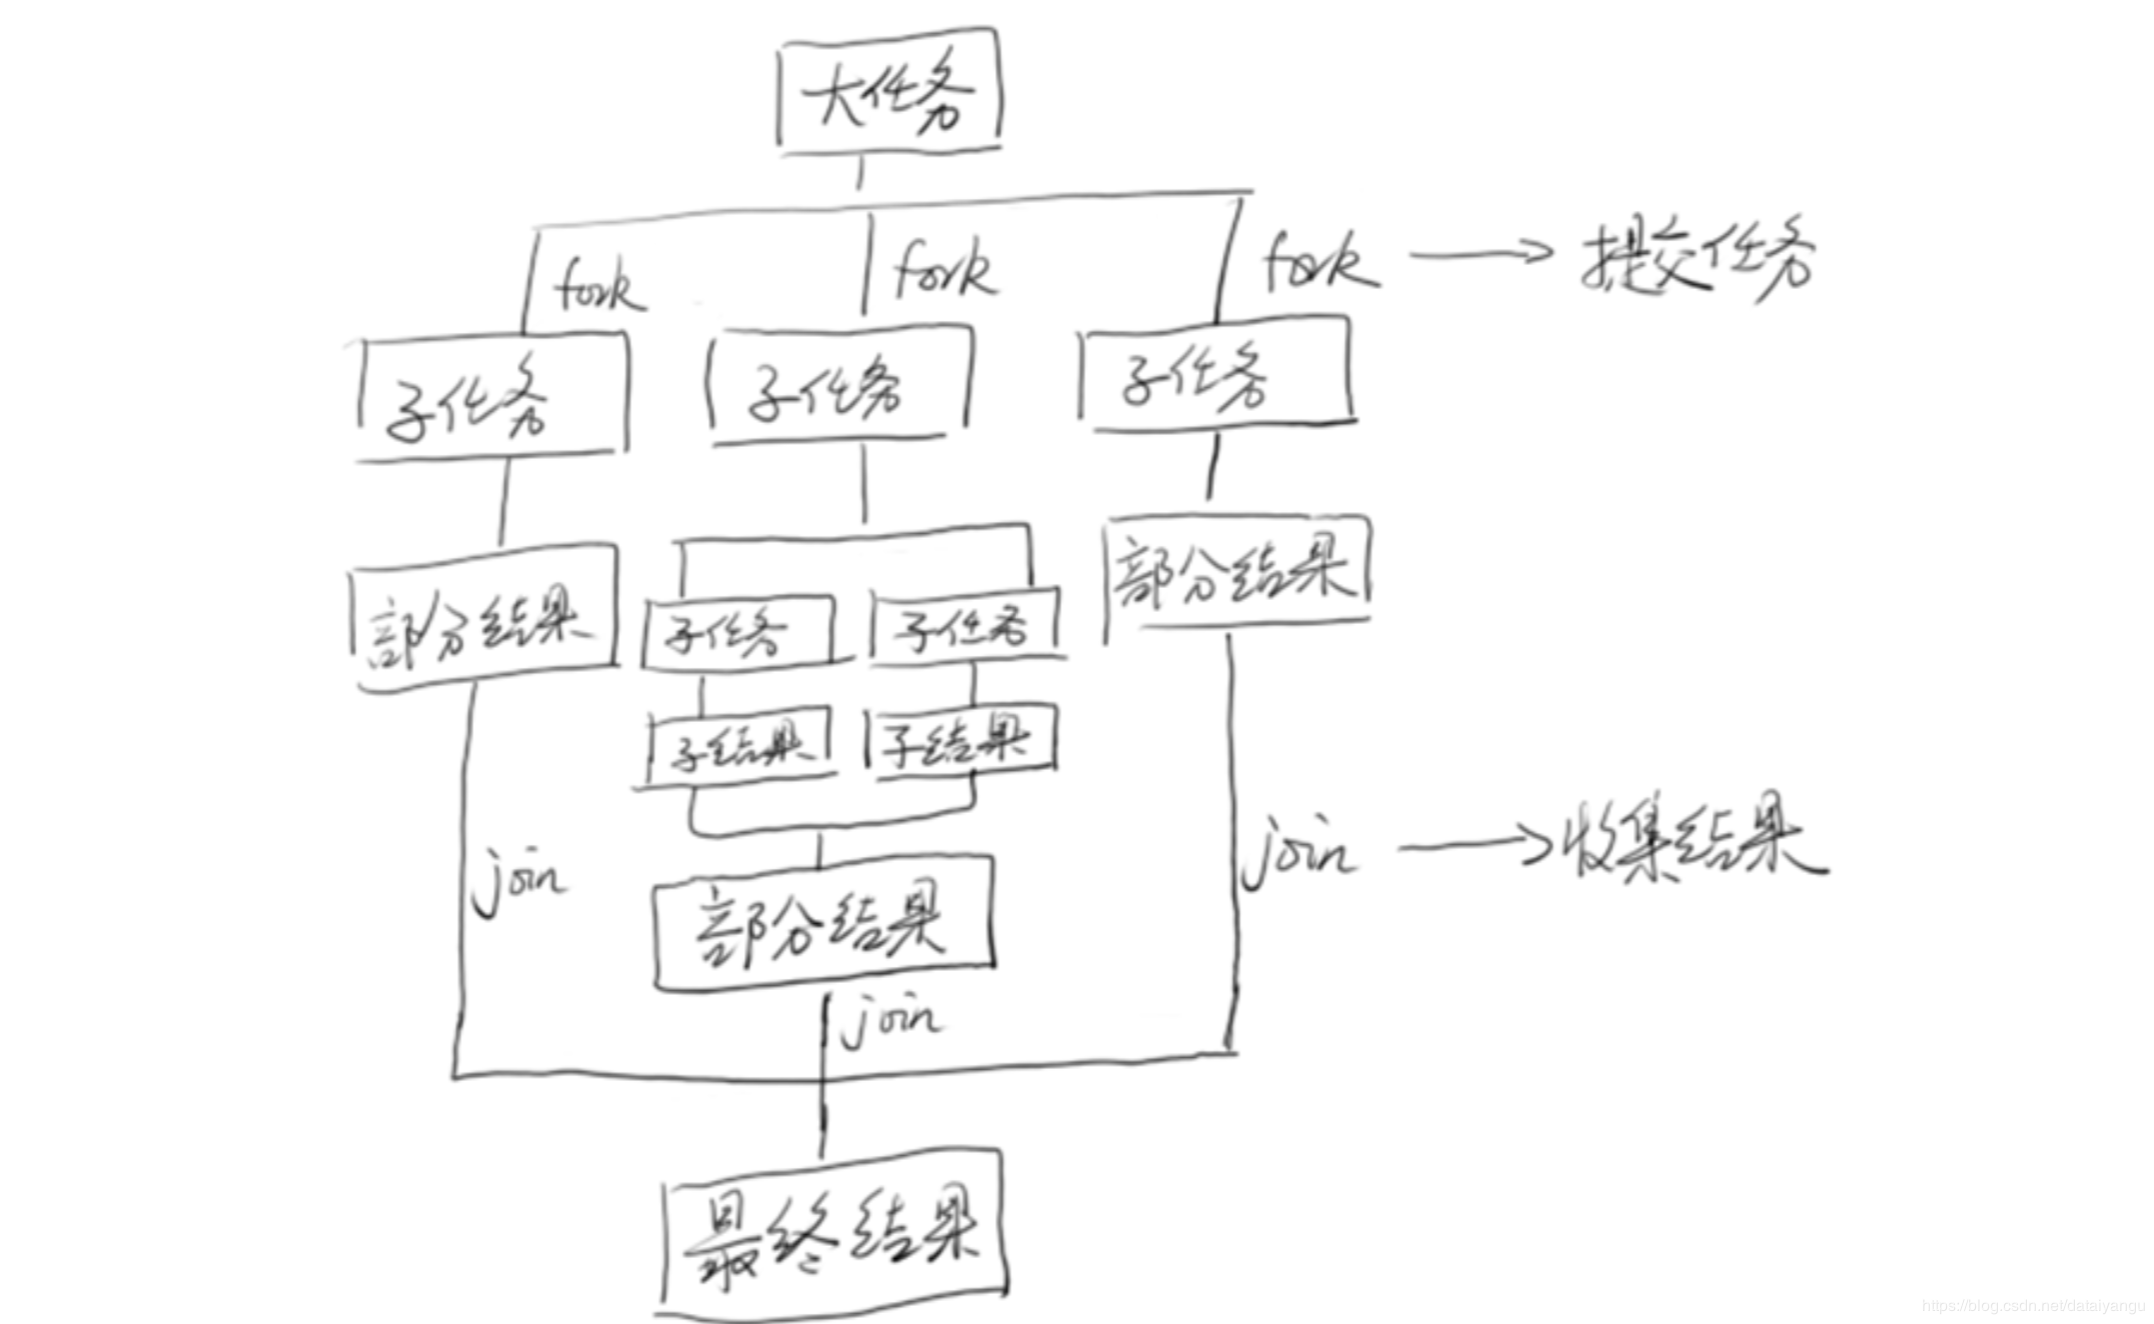 大任务
fork
fork
fork
提交任务
子任务
子任务
子任务
部分结果
子任务
子任务
部分结果
子结果
子结果
join
join
收集结果
部分结果
join
最终结果
https://blog.csdn.net/dataiyangu